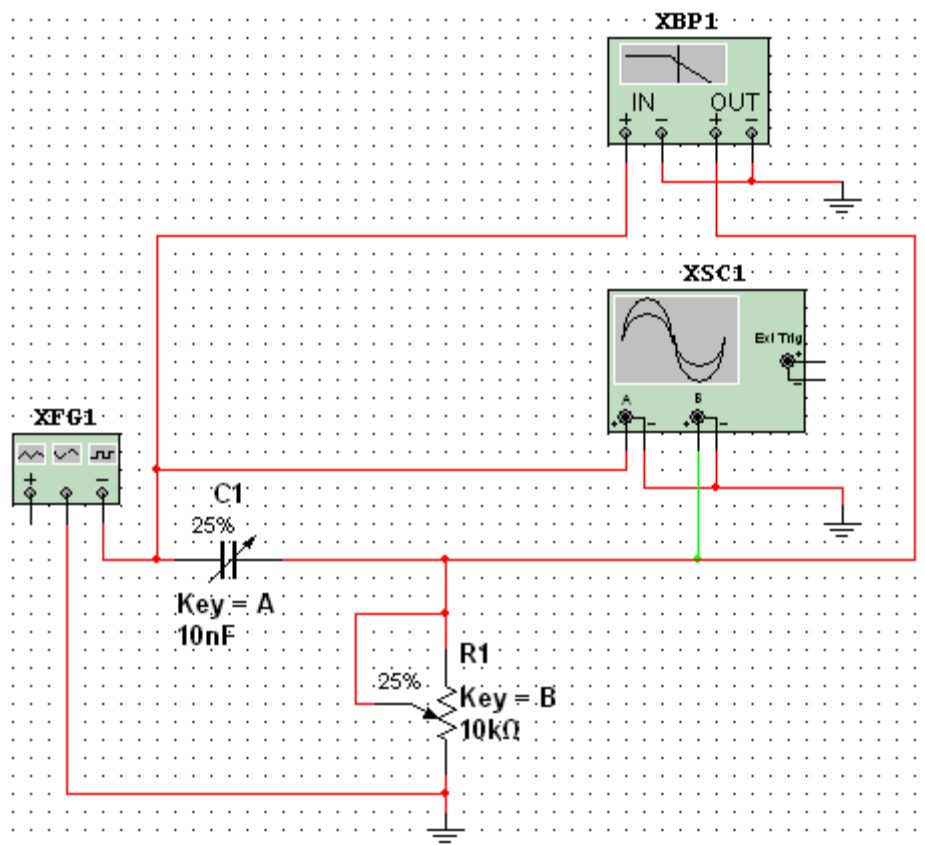 XBP1
IN OUT
+ − + −
XSC1
Ext Trig
+
−
A B
+ − + −
XFG1
+ −
C1
25%
Key = A
10nF
R1
25%
Key = B
10kΩ